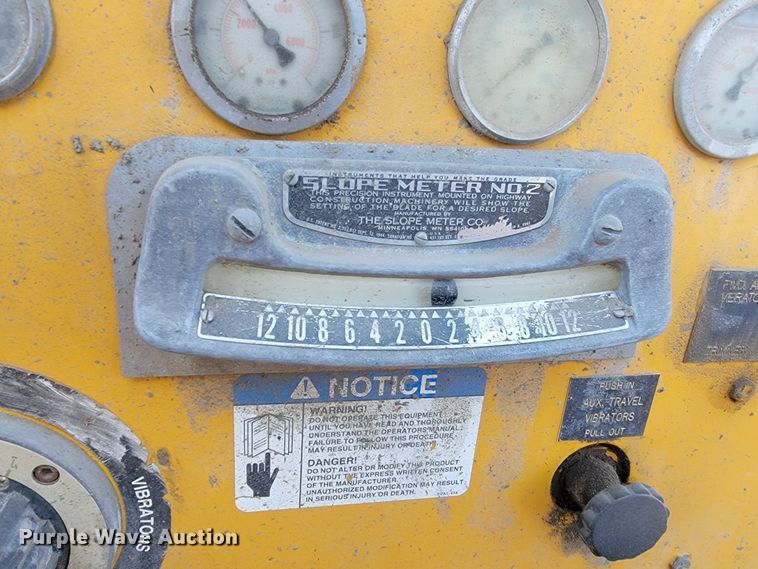 2000
4000
6000
INSTRUMENTS THAT HELP YOU MAKE THE GRADE
SLOPE METER NO. 2
THIS PRECISION INSTRUMENT MOUNTED ON HIGHWAY
CONSTRUCTION MACHINERY WILL SHOW THE
SETTING OF THE BLADE FOR A DESIRED SLOPE
MANUFACTURED BY
THE SLOPE METER CO.
MINNEAPOLIS, MN
U.S.A.
12 10 8 6 4 2 0 2 8 10 12
NOTICE
WARNING!
DO NOT OPERATE THIS EQUIPMENT
UNTIL YOU HAVE READ AND THOROUGHLY
UNDERSTAND THE OPERATORS MANUAL.
FAILURE TO FOLLOW THIS PROCEDURE
MAY RESULT IN INJURY OR DEATH.
DANGER!
DO NOT ALTER OR MODIFY THIS PRODUCT
WITHOUT THE EXPRESS WRITTEN CONSENT
OF THE MANUFACTURER.
UNAUTHORIZED MODIFICATION MAY RESULT
IN SERIOUS INJURY OR DEATH.
PUSH IN
AUX. TRAVEL
VIBRATORS
PULL OUT
VIBRATORS
Purple Wave Auction